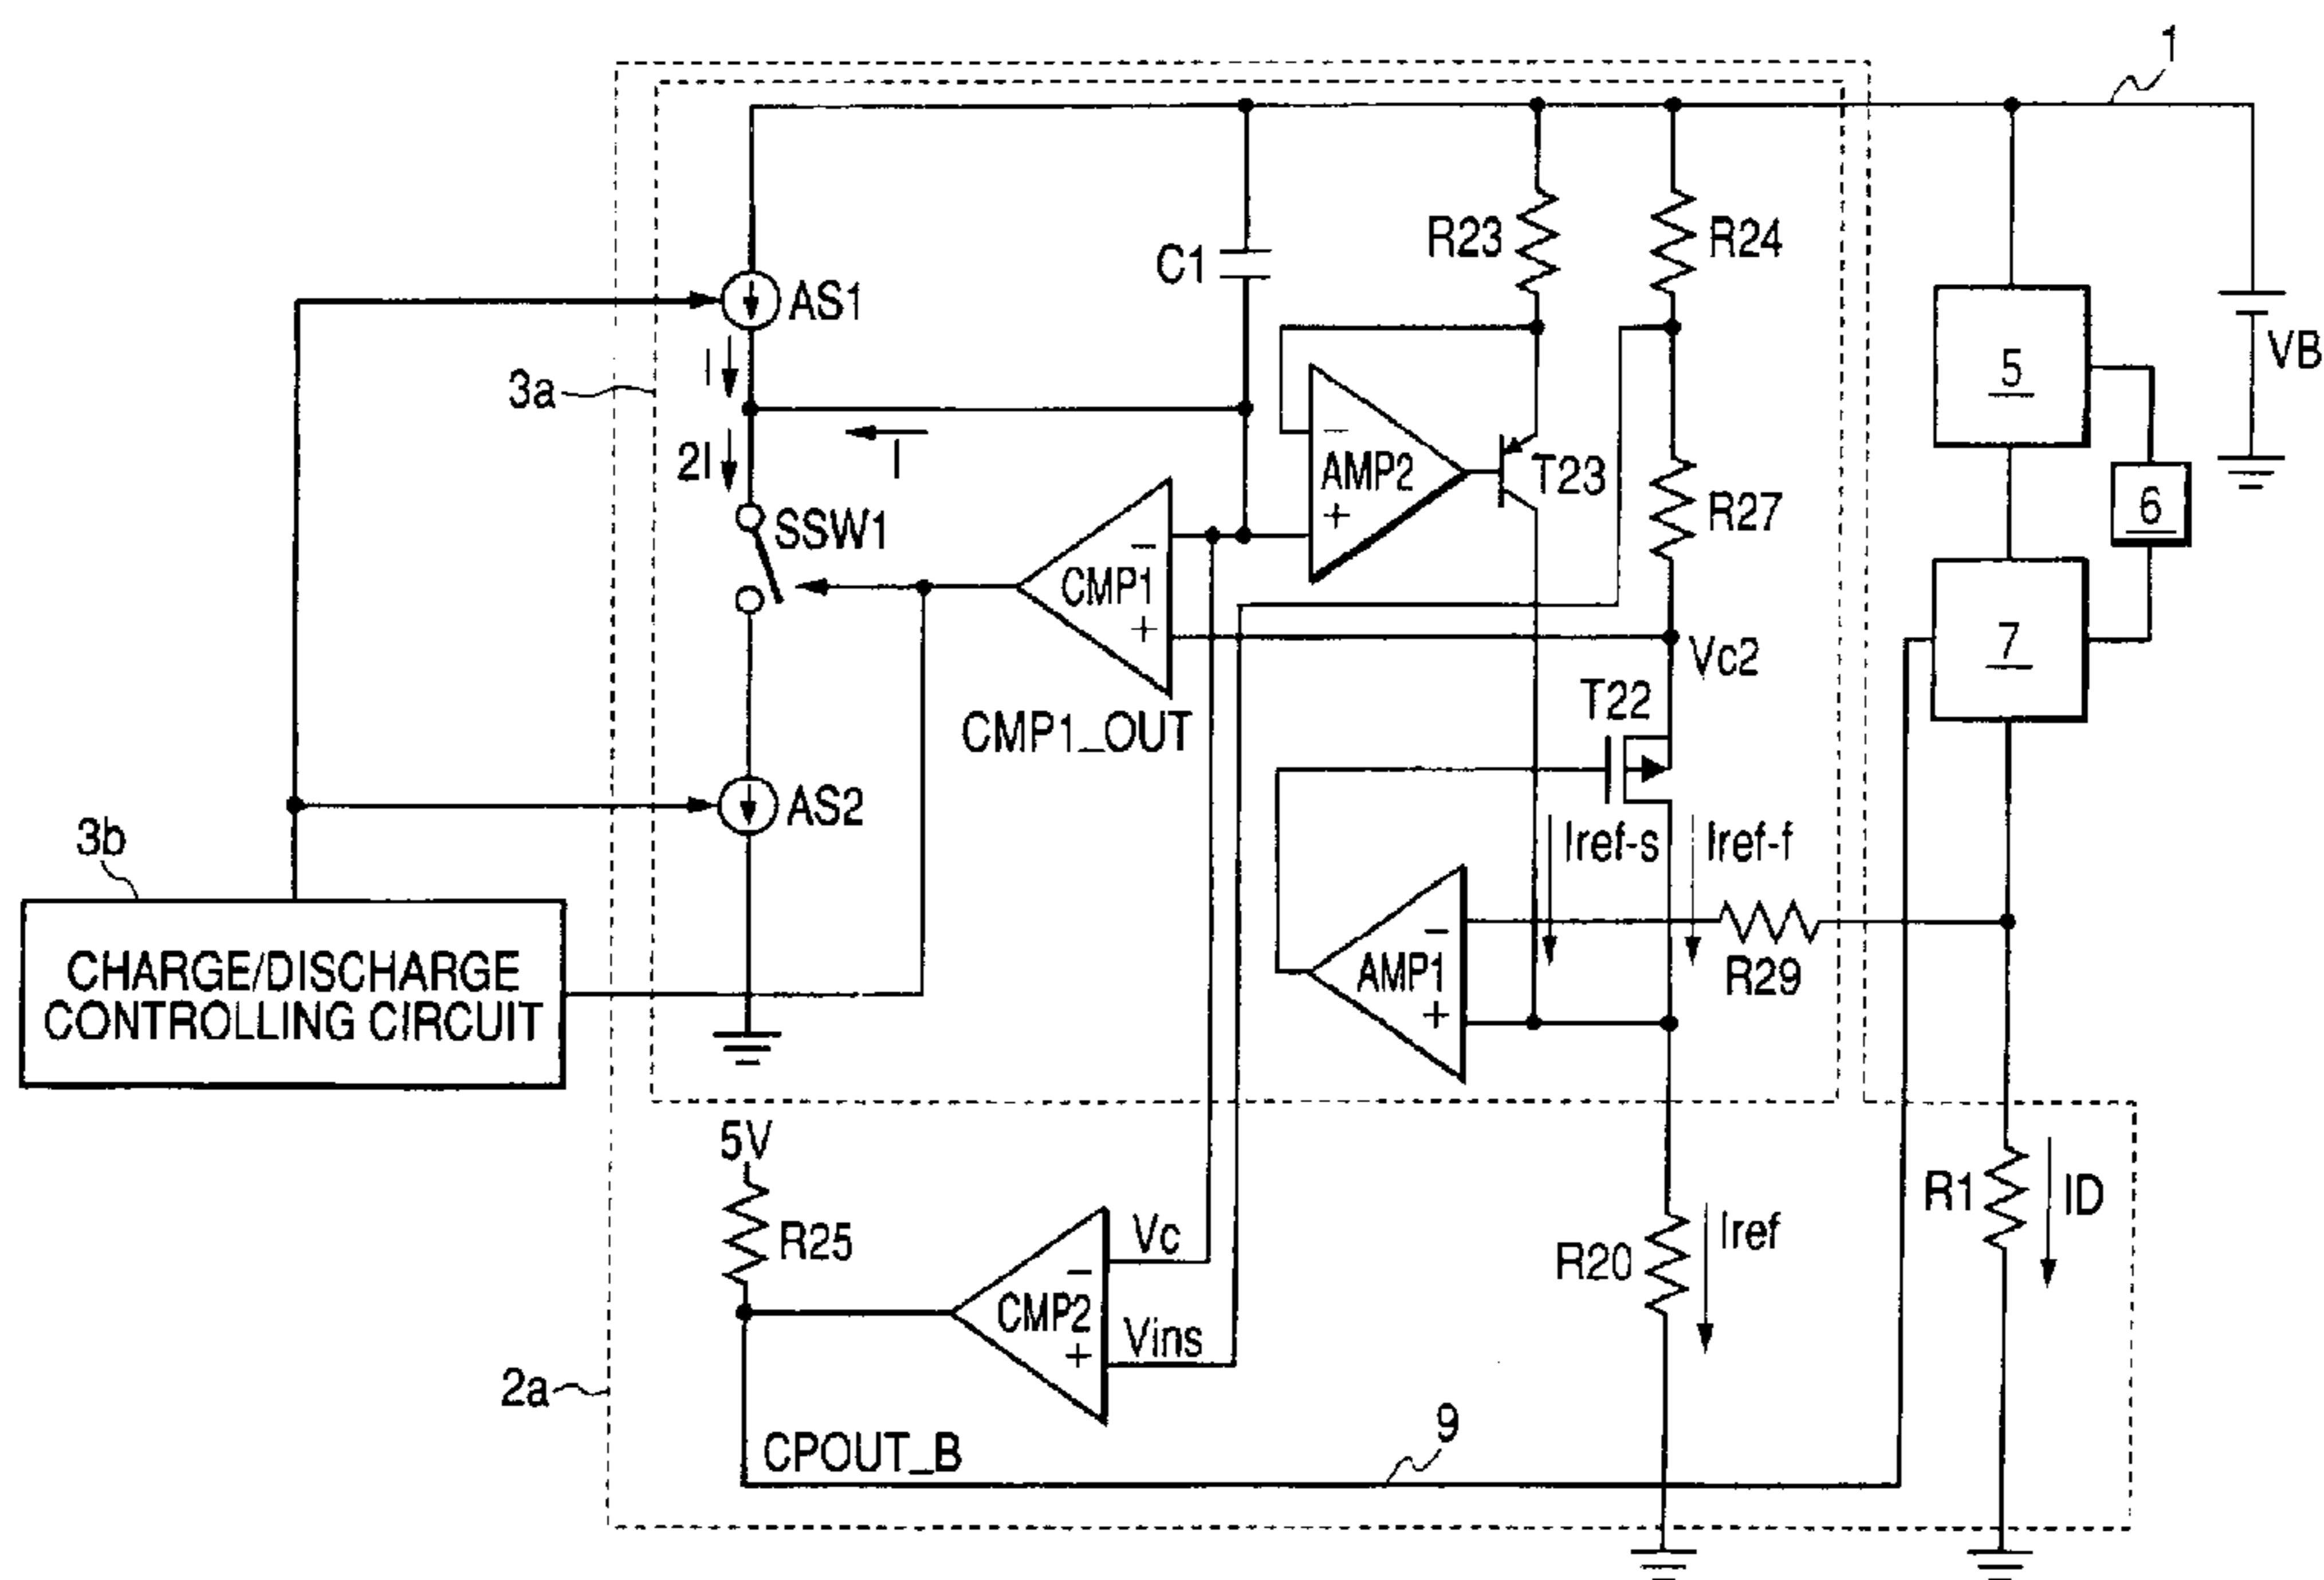 1
R23
R24
C1
AS1
VB
5
3a
I
2I
I
AMP2
−
+
T23
6
R27
SSW1
CMP1
−
+
7
Vc2
T22
CMP1_OUT
AS2
3b
Iref-s
Iref-f
CHARGE/DISCHARGE
CONTROLLING CIRCUIT
AMP1
−
+
R29
5V
R1
ID
R25
Vc
Iref
R20
CMP2
−
+
Vins
2a
CPOUT_B
9